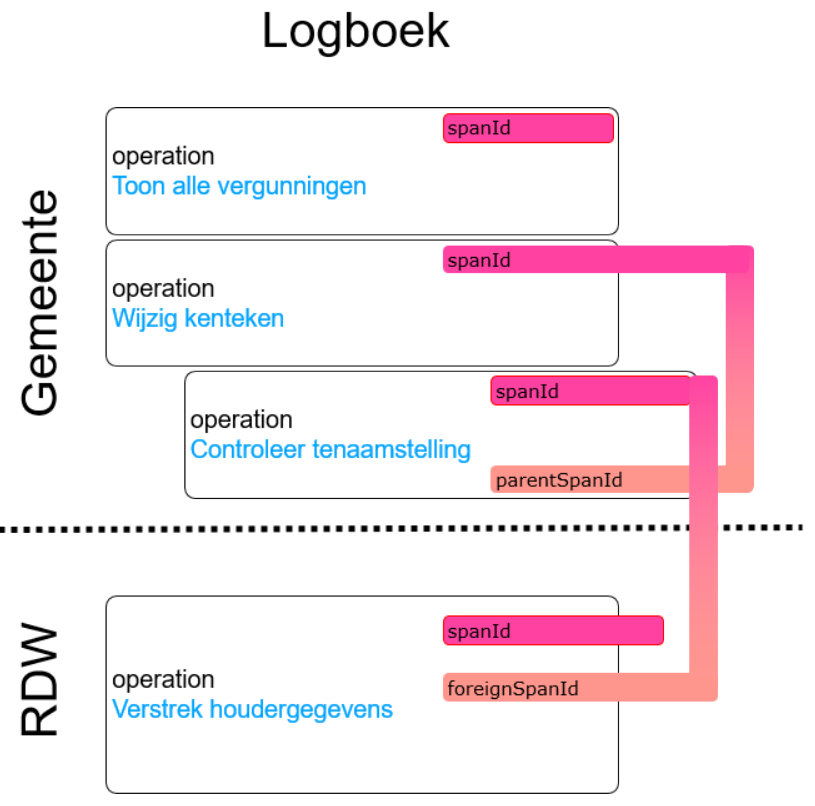 Logboek
Gemeente
spanId
operation
Toon alle vergunningen
spanId
operation
Wijzig kenteken
spanId
operation
Controleer tenaamstelling
parentSpanId
RDW
spanId
operation
foreignSpanId
Verstrek houdergegevens